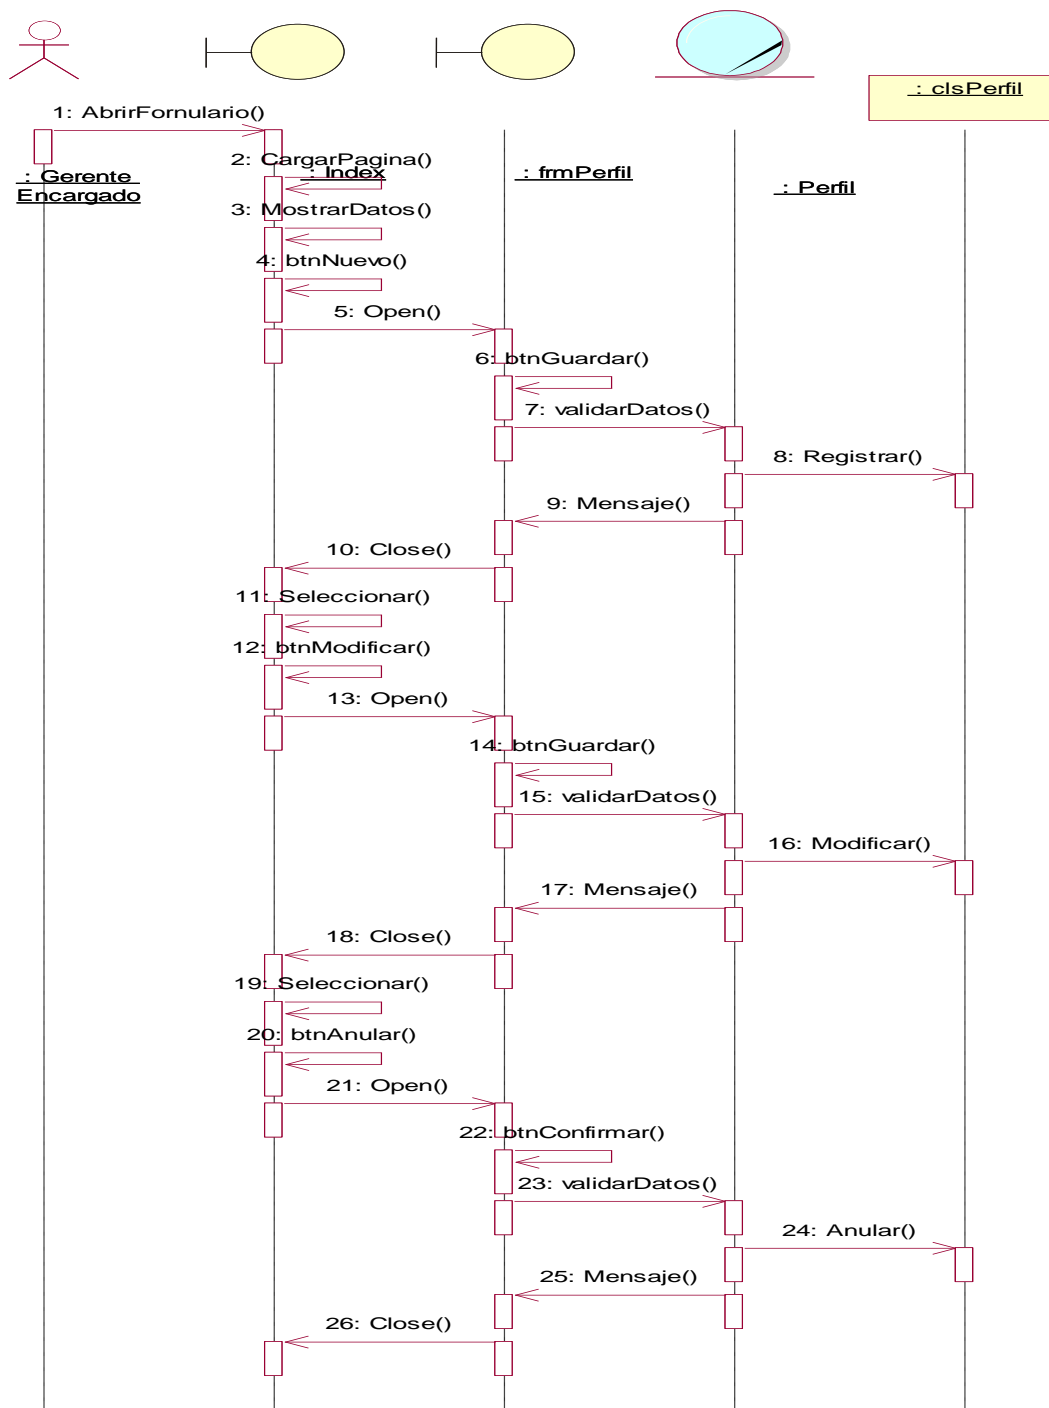 : clsPerfil
1: AbrirFornulario()
2: CargarPagina()
: Gerente
Encargado
: Index
: frmPerfil
: Perfil
3: MostrarDatos()
4: btnNuevo()
5: Open()
6: btnGuardar()
7: validarDatos()
8: Registrar()
9: Mensaje()
10: Close()
11: Seleccionar()
12: btnModificar()
13: Open()
14: btnGuardar()
15: validarDatos()
16: Modificar()
17: Mensaje()
18: Close()
19: Seleccionar()
20: btnAnular()
21: Open()
22: btnConfirmar()
23: validarDatos()
24: Anular()
25: Mensaje()
26: Close()